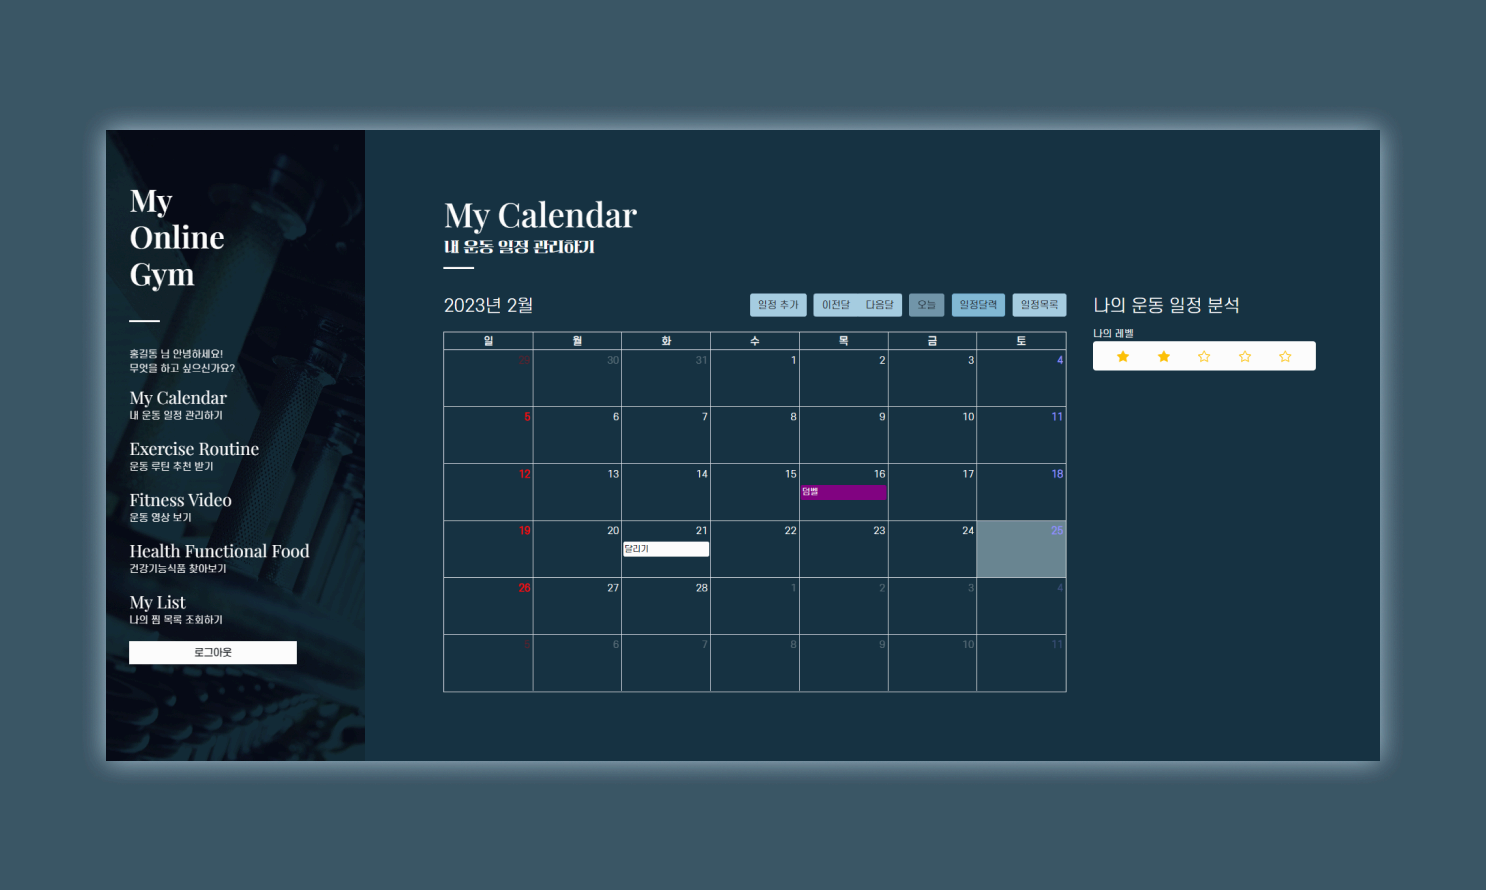 My
Online
Gym
홍길동 님 안녕하세요!
무엇을 하고 싶으신가요?
My Calendar
내 운동 일정 관리하기
Exercise Routine
운동 루틴 추천 받기
Fitness Video
운동 영상 보기
Health Functional Food
건강기능식품 찾아보기
My List
나의 찜 목록 조회하기
로그아웃
My Calendar
내 운동 일정 관리하기
2023년 2월
일정 추가 이전달 다음달 오늘 일정달력 일정목록
일 월 화 수 목 금 토
29 30 31 1 2 3 4
5 6 7 8 9 10 11
12 13 14 15 16 17 18
덤벨
19 20 21 22 23 24 25
달리기
26 27 28 1 2 3 4
5 6 7 8 9 10 11
나의 운동 일정 분석
나의 레벨